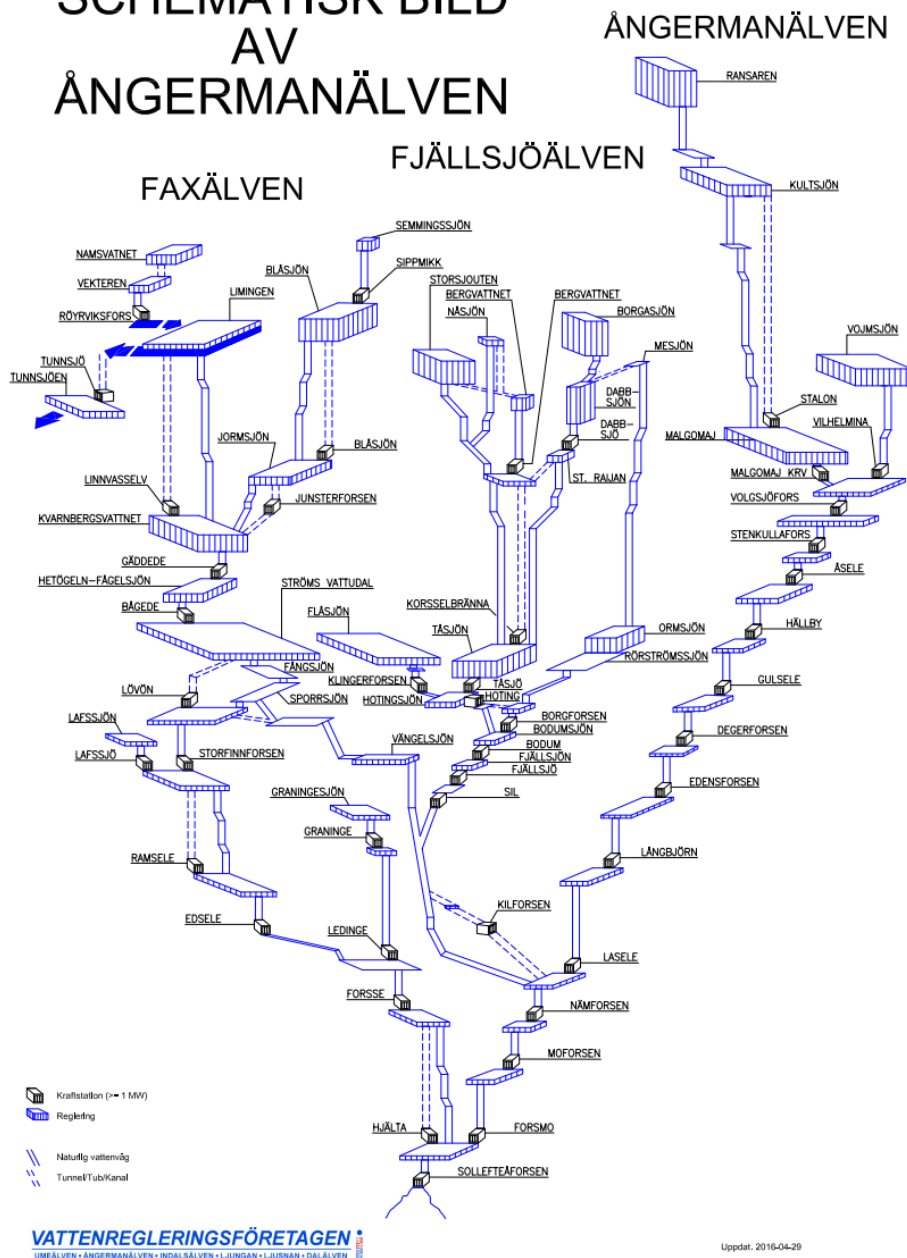 SCHEMATISK BILD
AV
ÅNGERMANÄLVEN
ÅNGERMANÄLVEN
FJÄLLSJÖÄLVEN
FAXÄLVEN
RANSAREN
KULTSJÖN
SEMMINGSSJÖN
NAMSVATNET
BLÅSJÖN
SIPPMIKK
VEKTEREN
LIMINGEN
STORSJOUTEN
BERGVATTNET
BERGVATTNET
NÅSJÖN
BORGASJÖN
RÖYRVIKSFORS
VOJMSJÖN
MESJÖN
TUNNSJÖ
TUNNSJÖEN
DABB-
SJÖN
STALON
DABB-
SJÖ
VILHELMINA
JORMSJÖN
BLÅSJÖN
MALGOMAJ
LINNVASSELV
ST. RAIJAN
MALGOMAJ KRV
JUNSTERFORSEN
VOLGSJÖFORS
KVARNBERGSVATTNET
STENKULLAFORS
GÄDDEDE
ÅSELE
HETÖGELN-FÅGELSJÖN
STRÖMS VATTUDAL
BÅGEDE
FLÅSJÖN
KORSSELBRÄNNA
ORMSJÖN
HÄLLBY
TÅSJÖN
FÅNGSJÖN
RÖRSTRÖMSSJÖN
KLINGERFORSEN
TÅSJÖ
GULSELE
LÖVÖN
SPORRSJÖN
HOTINGSJÖN
HOTING
LAFSSJÖN
BORGFORSEN
BODUMSJÖN
DEGERFORSEN
VÄNGELSJÖN
BODUM
LAFSSJÖ
STORFINNFORSEN
FJÄLLSJÖN
FJÄLLSJÖ
EDENSFORSEN
GRANINGESJÖN
SIL
GRANINGE
LÅNGBJÖRN
RAMSELE
KILFORSEN
EDSELE
LEDINGE
LASELE
FORSSE
NÄMFORSEN
MOFORSEN
Kraftstation (>= 1 MW)
Reglering
HJÄLTA
FORSMO
Naturlig vattenväg
Tunnel/Tub/Kanal
SOLLEFTEÅFORSEN
VATTENREGLERINGSFÖRETAGEN
UMEÄLVEN • ÅNGERMANÄLVEN • INDALSÄLVEN • LJUNGAN • LJUSNAN • DALÄLVEN
Uppdat. 2016-04-29